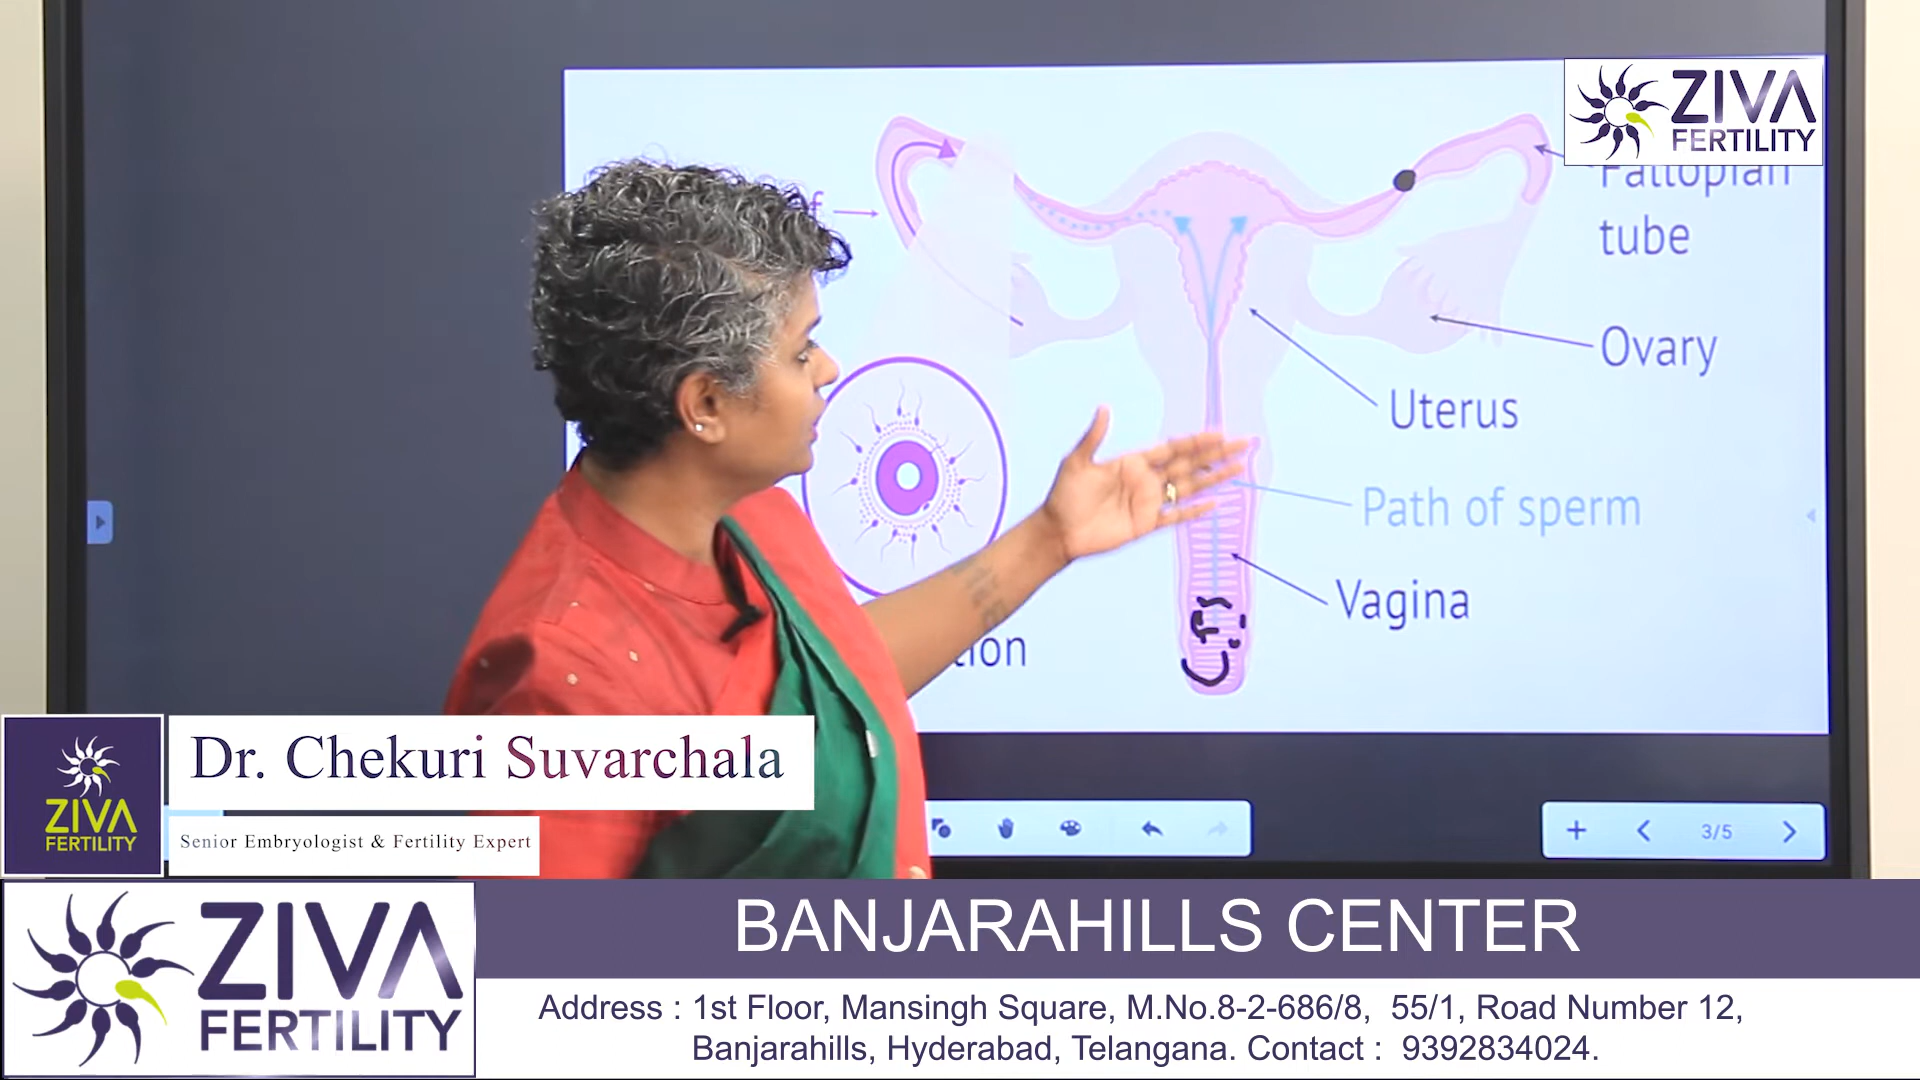 ZIVA
FERTILITY
Fallopian
tube
Ovary
Uterus
Path of sperm
Vagina
3/5
Dr. Chekuri Suvarchala
Senior Embryologist & Fertility Expert
ZIVA
FERTILITY
ZIVA
FERTILITY
BANJARAHILLS CENTER
Address : 1st Floor, Mansingh Square, M.No.8-2-686/8, 55/1, Road Number 12,
Banjarahills, Hyderabad, Telangana. Contact : 9392834024.